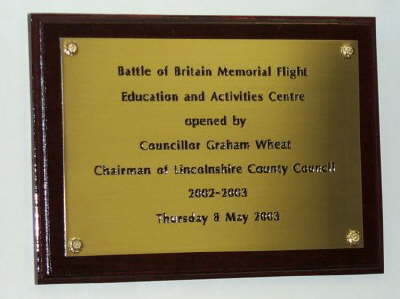 Battle of Britain Memorial Flight
Education and Activities Centre
opened by
Councillor Graham Wheat
Chairman of Lincolnshire County Council
2002-2003
Thursday 8 May 2003